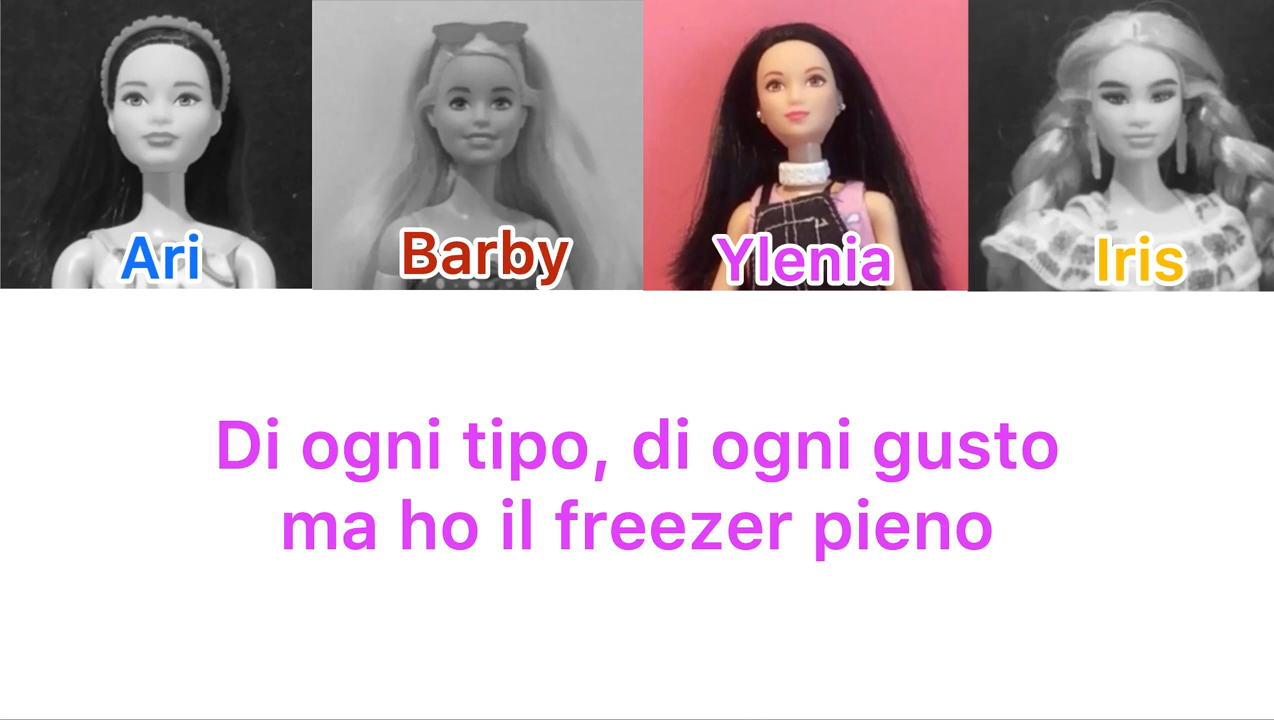 Ari
Barby
Ylenia
Iris
Di ogni tipo, di ogni gusto
ma ho il freezer pieno